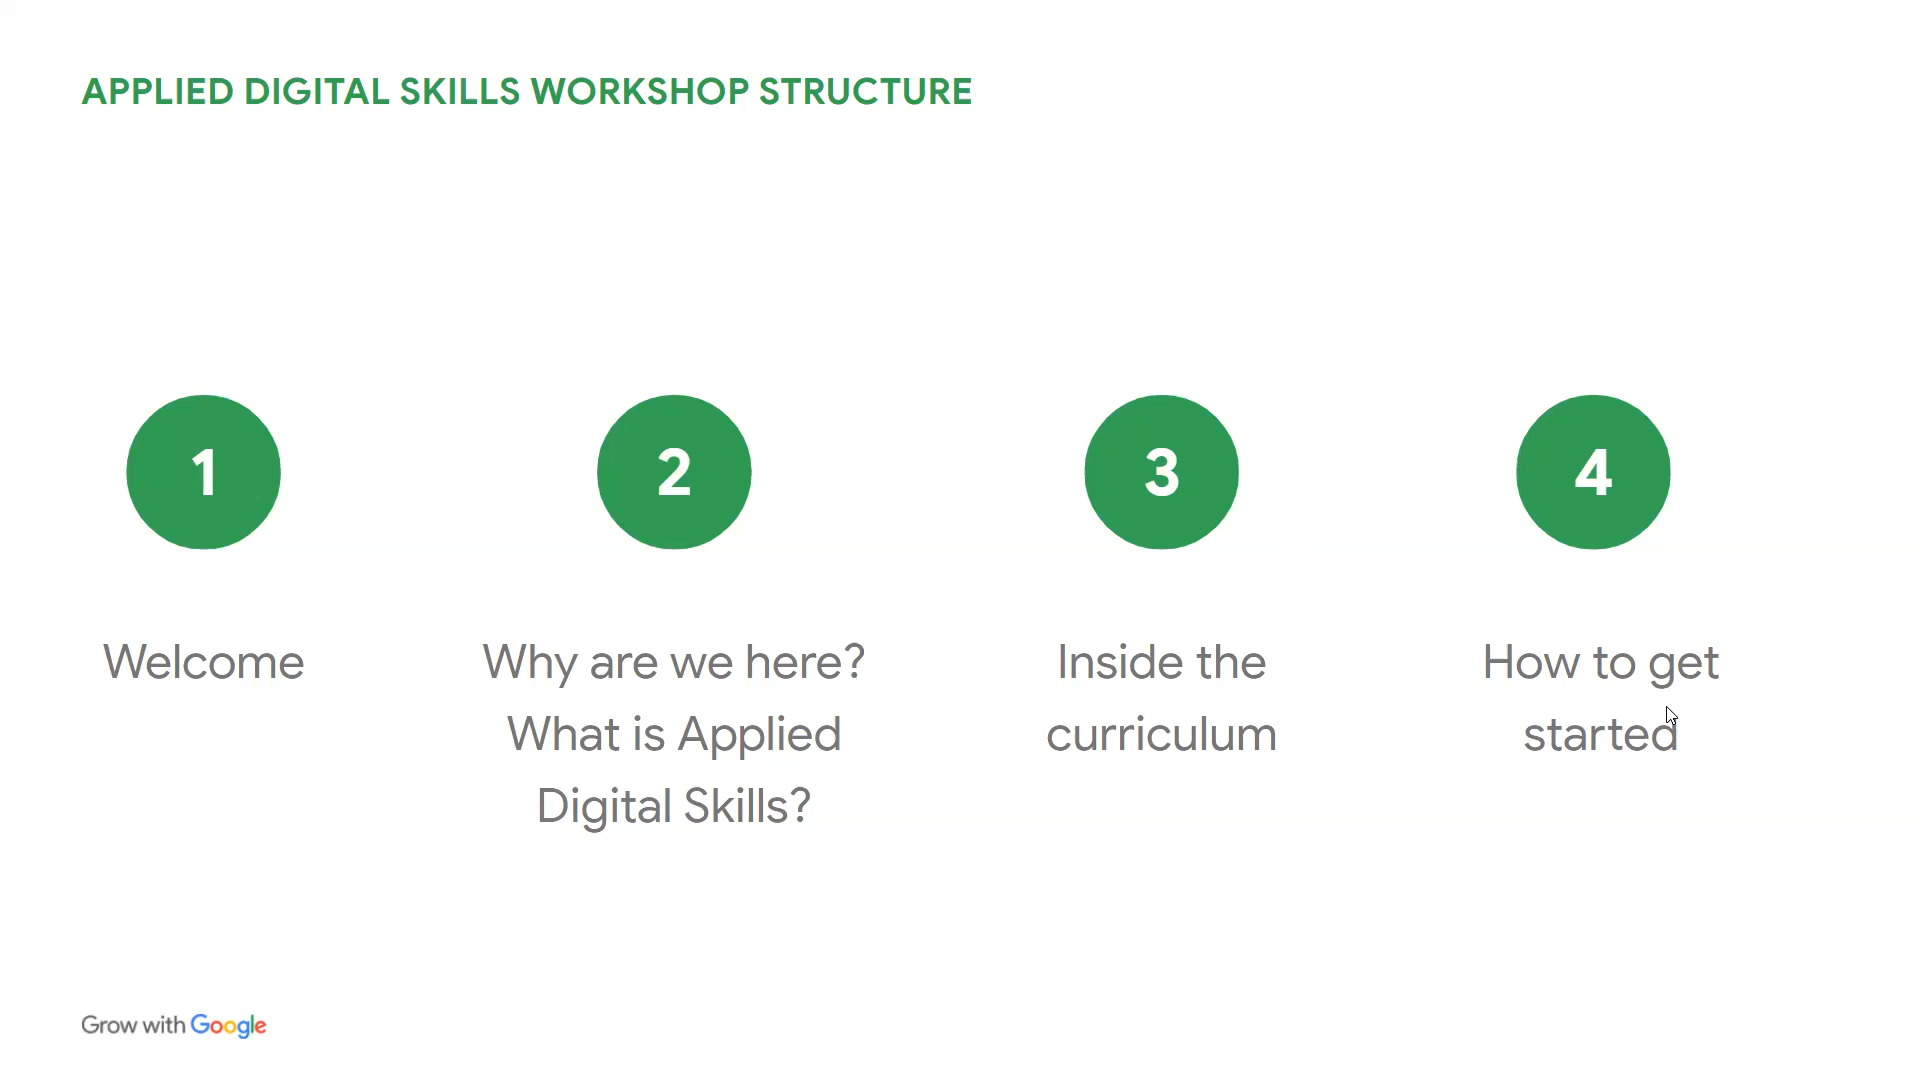 APPLIED DIGITAL SKILLS WORKSHOP STRUCTURE
1
Welcome
2
Why are we here?
What is Applied
Digital Skills?
3
Inside the
curriculum
4
How to get
started
Grow with Google